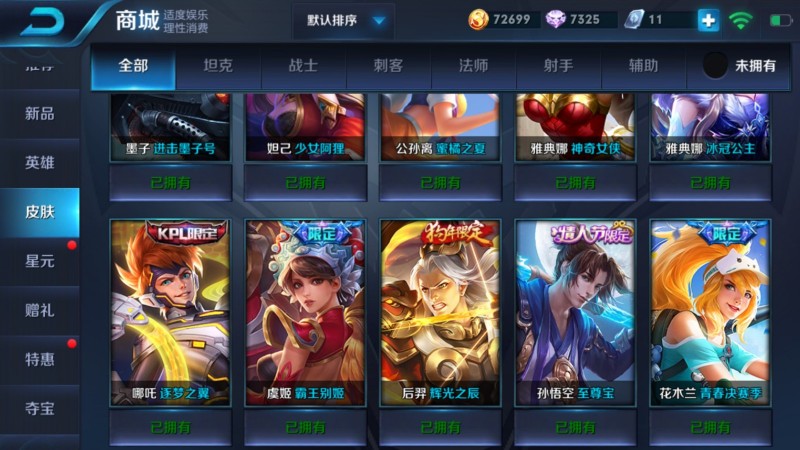 商城
适度娱乐
理性消费
默认排序
72699
7325
11
全部
坦克
战士
刺客
法师
射手
辅助
未拥有
推荐
新品
英雄
皮肤
星元
赠礼
特惠
夺宝
墨子 进击墨子号
妲己 少女阿狸
公孙离 蜜橘之夏
雅典娜 神奇女侠
雅典娜 冰冠公主
已拥有
已拥有
已拥有
已拥有
已拥有
KPL限定
限定
狗年限定
情人节限定
限定
哪吒 逐梦之翼
虞姬 霸王别姬
后羿 辉光之辰
孙悟空 至尊宝
花木兰 青春决赛季
已拥有
已拥有
已拥有
已拥有
已拥有